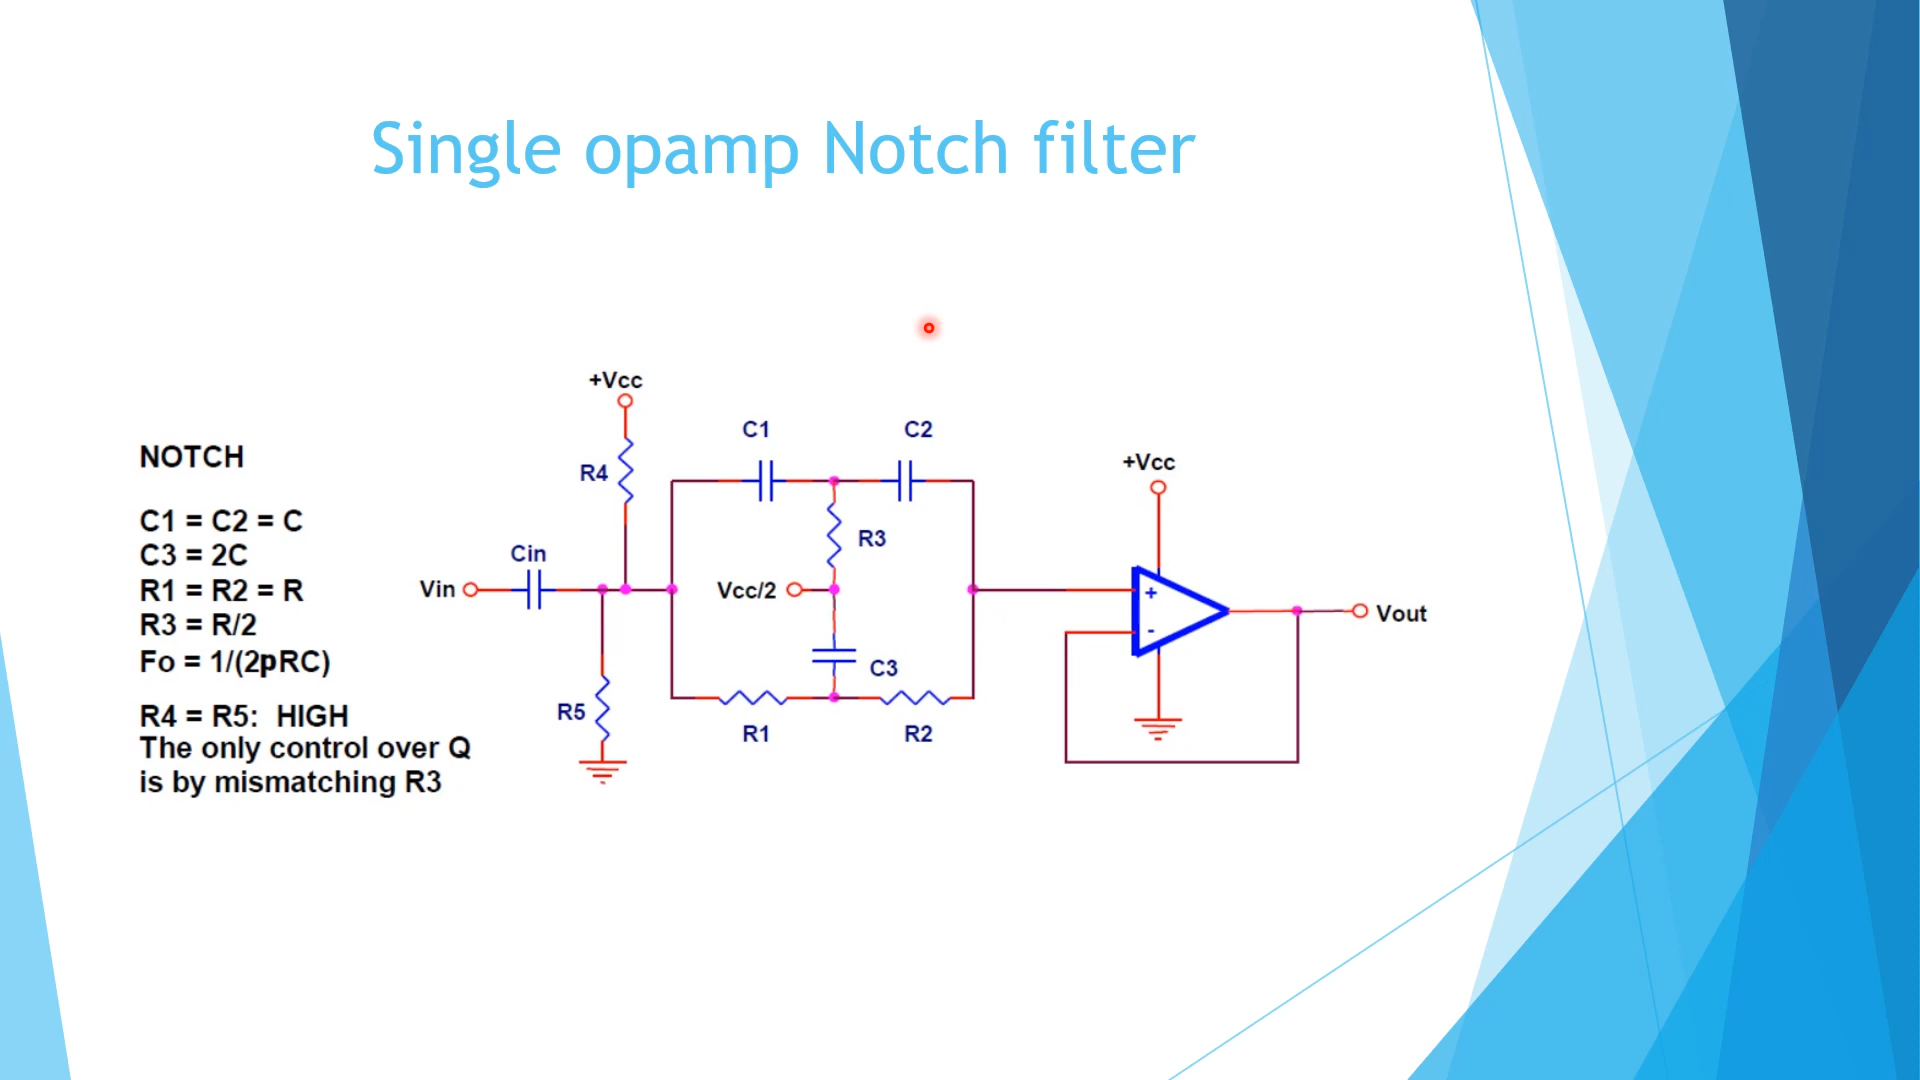 Single opamp Notch filter
NOTCH
C1 = C2 = C
C3 = 2C
R1 = R2 = R
R3 = R/2
Fo = 1/(2pRC)
R4 = R5: HIGH
The only control over Q
is by mismatching R3
+Vcc
R4
Cin
Vin
R5
C1
C2
R3
Vcc/2
C3
R1
R2
+Vcc
+
-
Vout